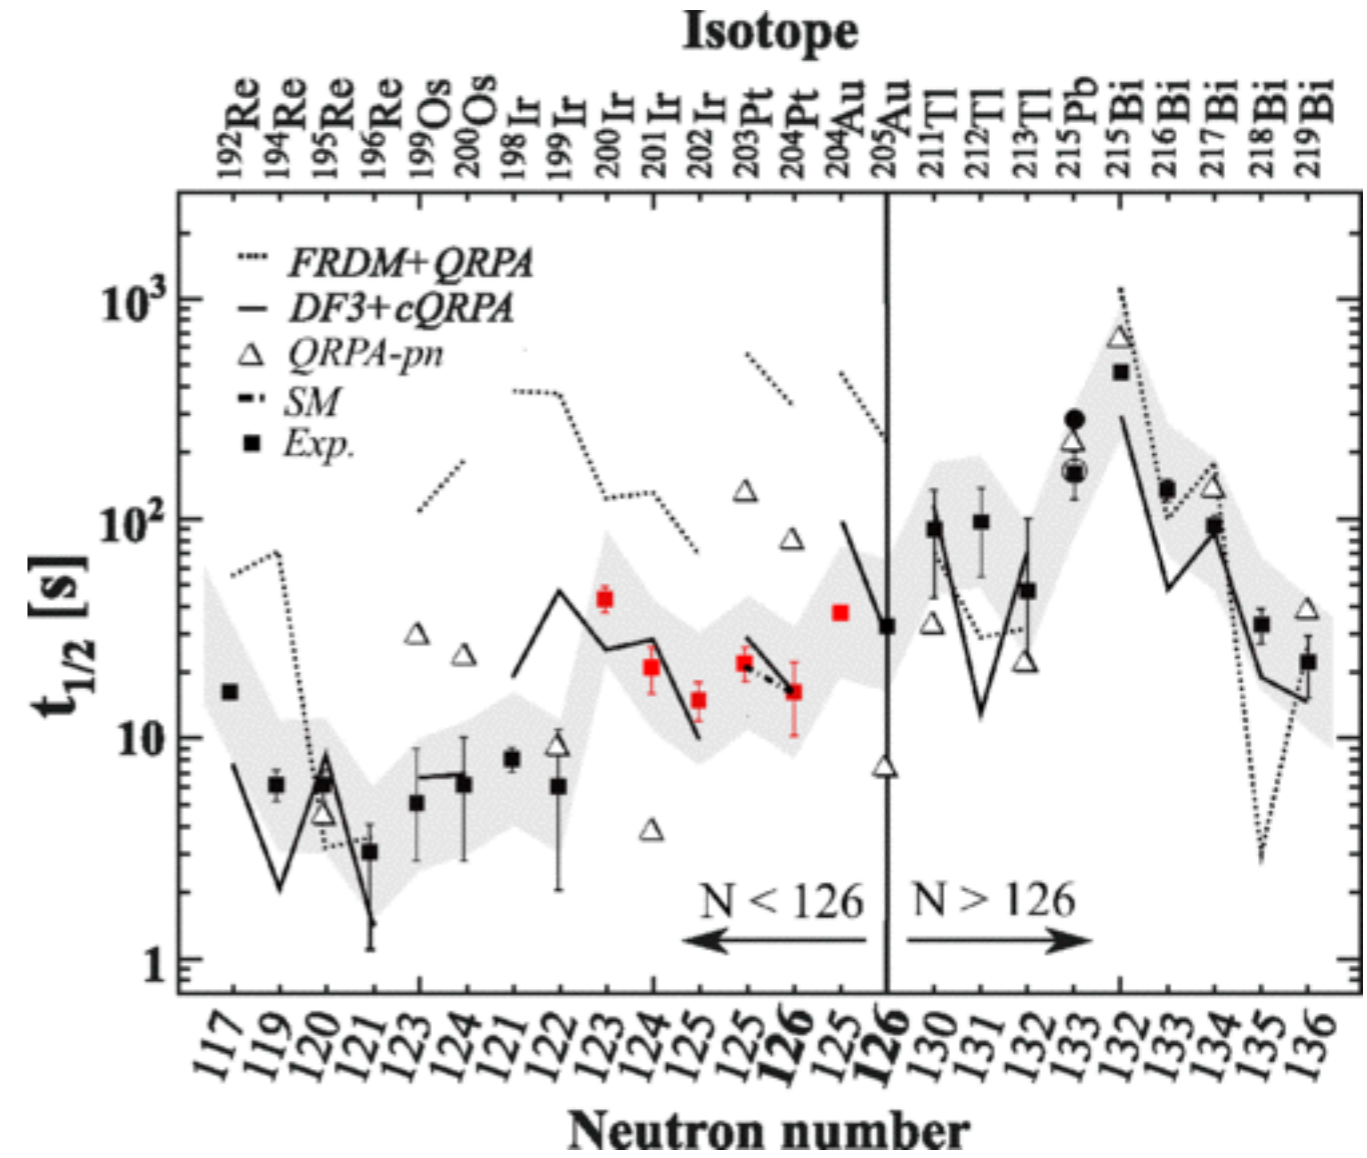 Isotope
192Re 194Re 195Re 196Re 199Os 200Os 198Ir 199Ir 200Ir 201Ir 202Ir 203Pt 204Pt 204Au 205Au 211Tl 212Tl 213Tl 215Pb 215Bi 216Bi 217Bi 218Bi 219Bi
FRDM+QRPA
DF3+cQRPA
QRPA-pn
SM
Exp.
10³
10²
10
1
t1/2 [s]
N < 126
N > 126
117 119 120 121 123 124 121 122 123 124 125 125 126 125 126 130 131 132 133 132 133 134 135 136
Neutron number